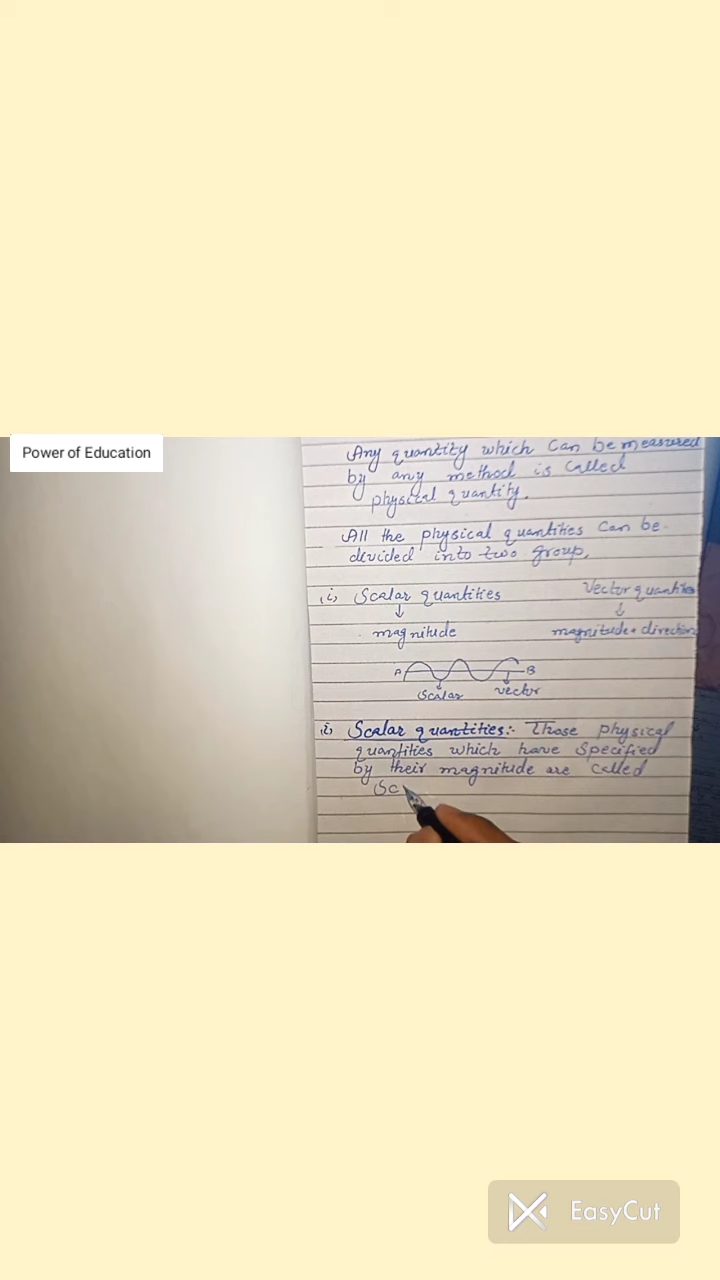 Power of Education
Any quantity which can be measured
by any method is called
physical quantity.
All the physical quantities can be
devided into two group,
(i) Scalar quantities Vector quantities
↓ ↓
magnitude magnitude + direction
A B
Scalar vector
(i) Scalar quantities:- Those physical
quantities which have specified
by their magnitude are called
Sc
EasyCut